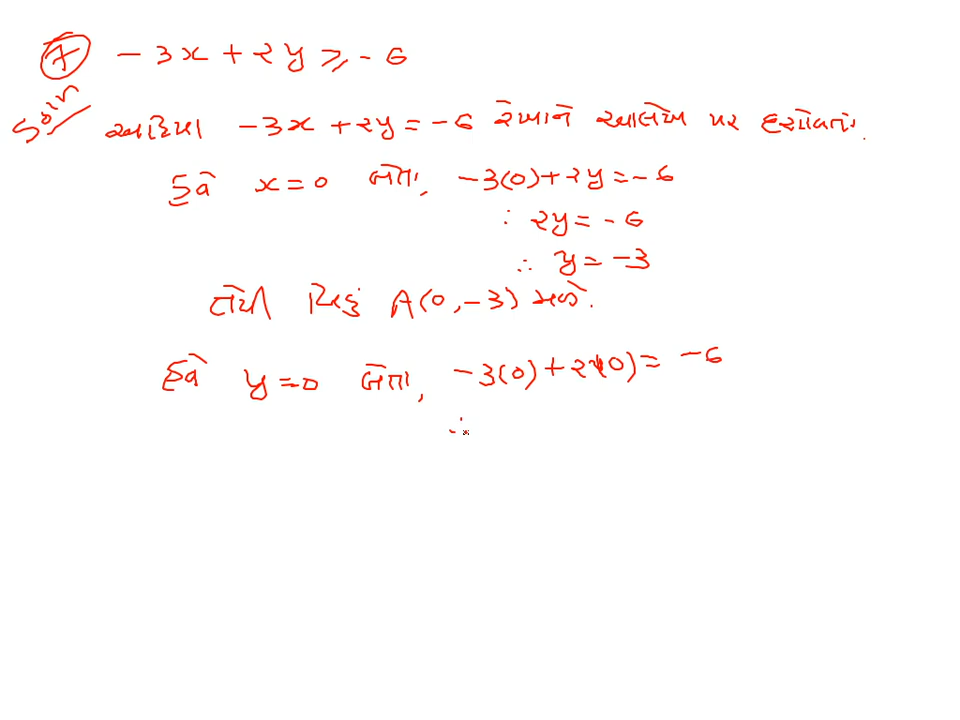 7 -3x + 2y ≥ -6
Soln અહિયા -3x + 2y = -6 રેખાને આલેખ પર દર્શાવતા.
હવે x = 0 લેતા, -3(0) + 2y = -6
∴ 2y = -6
∴ y = -3
તેથી બિંદુ A(0, -3) મળે.
હવે y = 0 લેતા, -3(0) + 2(0) = -6
∴